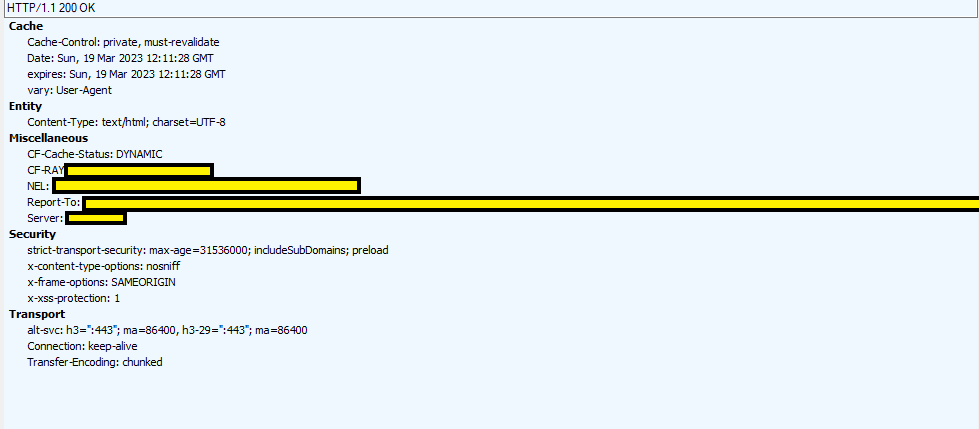 HTTP/1.1 200 OK
Cache
Cache-Control: private, must-revalidate
Date: Sun, 19 Mar 2023 12:11:28 GMT
expires: Sun, 19 Mar 2023 12:11:28 GMT
vary: User-Agent
Entity
Content-Type: text/html; charset=UTF-8
Miscellaneous
CF-Cache-Status: DYNAMIC
CF-RAY
NEL:
Report-To:
Server:
Security
strict-transport-security: max-age=31536000; includeSubDomains; preload
x-content-type-options: nosniff
x-frame-options: SAMEORIGIN
x-xss-protection: 1
Transport
alt-svc: h3=":443"; ma=86400, h3-29=":443"; ma=86400
Connection: keep-alive
Transfer-Encoding: chunked